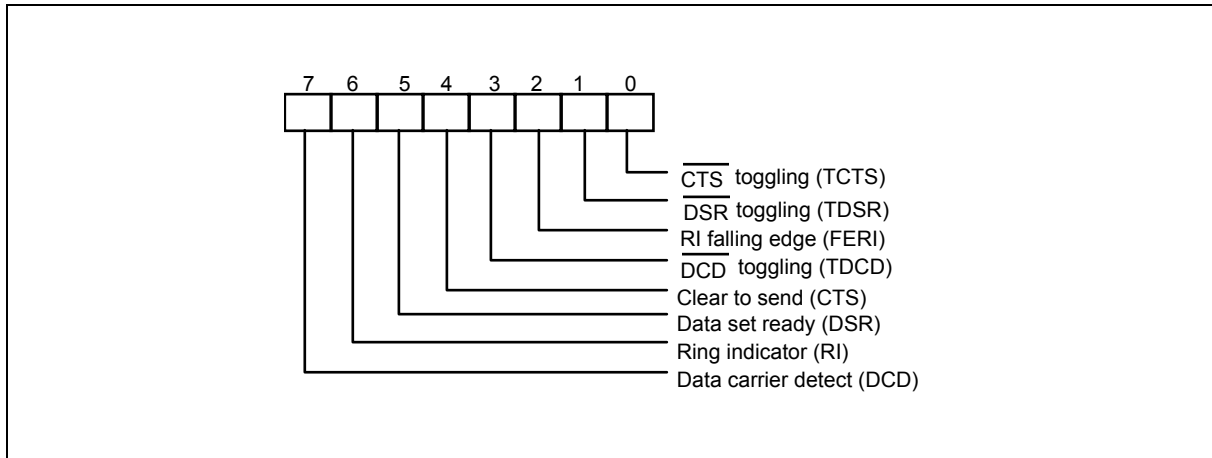 7 6 5 4 3 2 1 0
CTS toggling (TCTS)
DSR toggling (TDSR)
RI falling edge (FERI)
DCD toggling (TDCD)
Clear to send (CTS)
Data set ready (DSR)
Ring indicator (RI)
Data carrier detect (DCD)